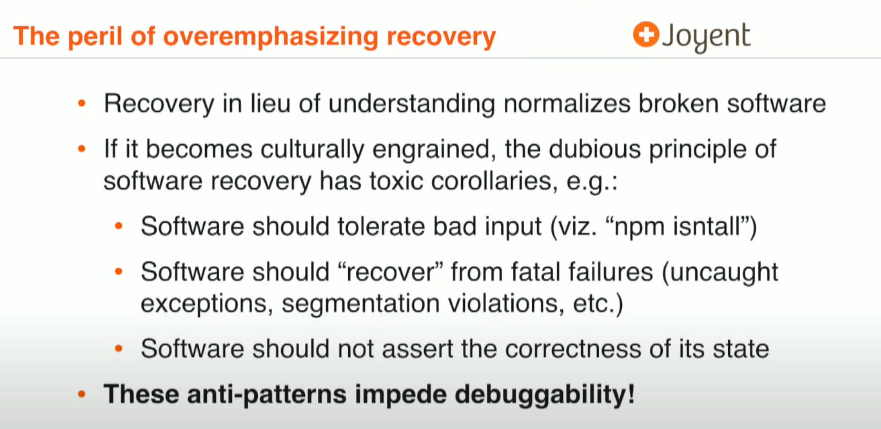 The peril of overemphasizing recovery
Joyent
• Recovery in lieu of understanding normalizes broken software
• If it becomes culturally engrained, the dubious principle of
software recovery has toxic corollaries, e.g.:
• Software should tolerate bad input (viz. “npm isntall”)
• Software should “recover” from fatal failures (uncaught
exceptions, segmentation violations, etc.)
• Software should not assert the correctness of its state
• These anti-patterns impede debuggability!